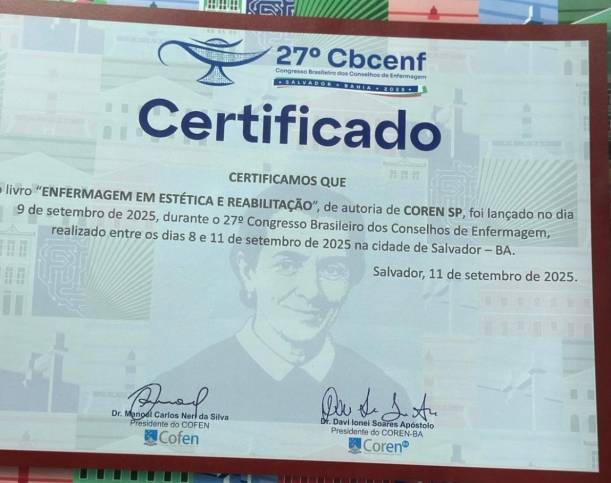 27º Cbcenf
Congresso Brasileiro dos Conselhos de Enfermagem
SALVADOR • BAHIA • 2025
Certificado
CERTIFICAMOS QUE
o livro “ENFERMAGEM EM ESTÉTICA E REABILITAÇÃO”, de autoria de COREN SP, foi lançado no dia
9 de setembro de 2025, durante o 27º Congresso Brasileiro dos Conselhos de Enfermagem,
realizado entre os dias 8 e 11 de setembro de 2025 na cidade de Salvador – BA.
Salvador, 11 de setembro de 2025.
Dr. Manoel Carlos Neri da Silva
Presidente do COFEN
Cofen
Dr. Davi Ionei Soares Apóstolo
Presidente do COREN-BA
Coren